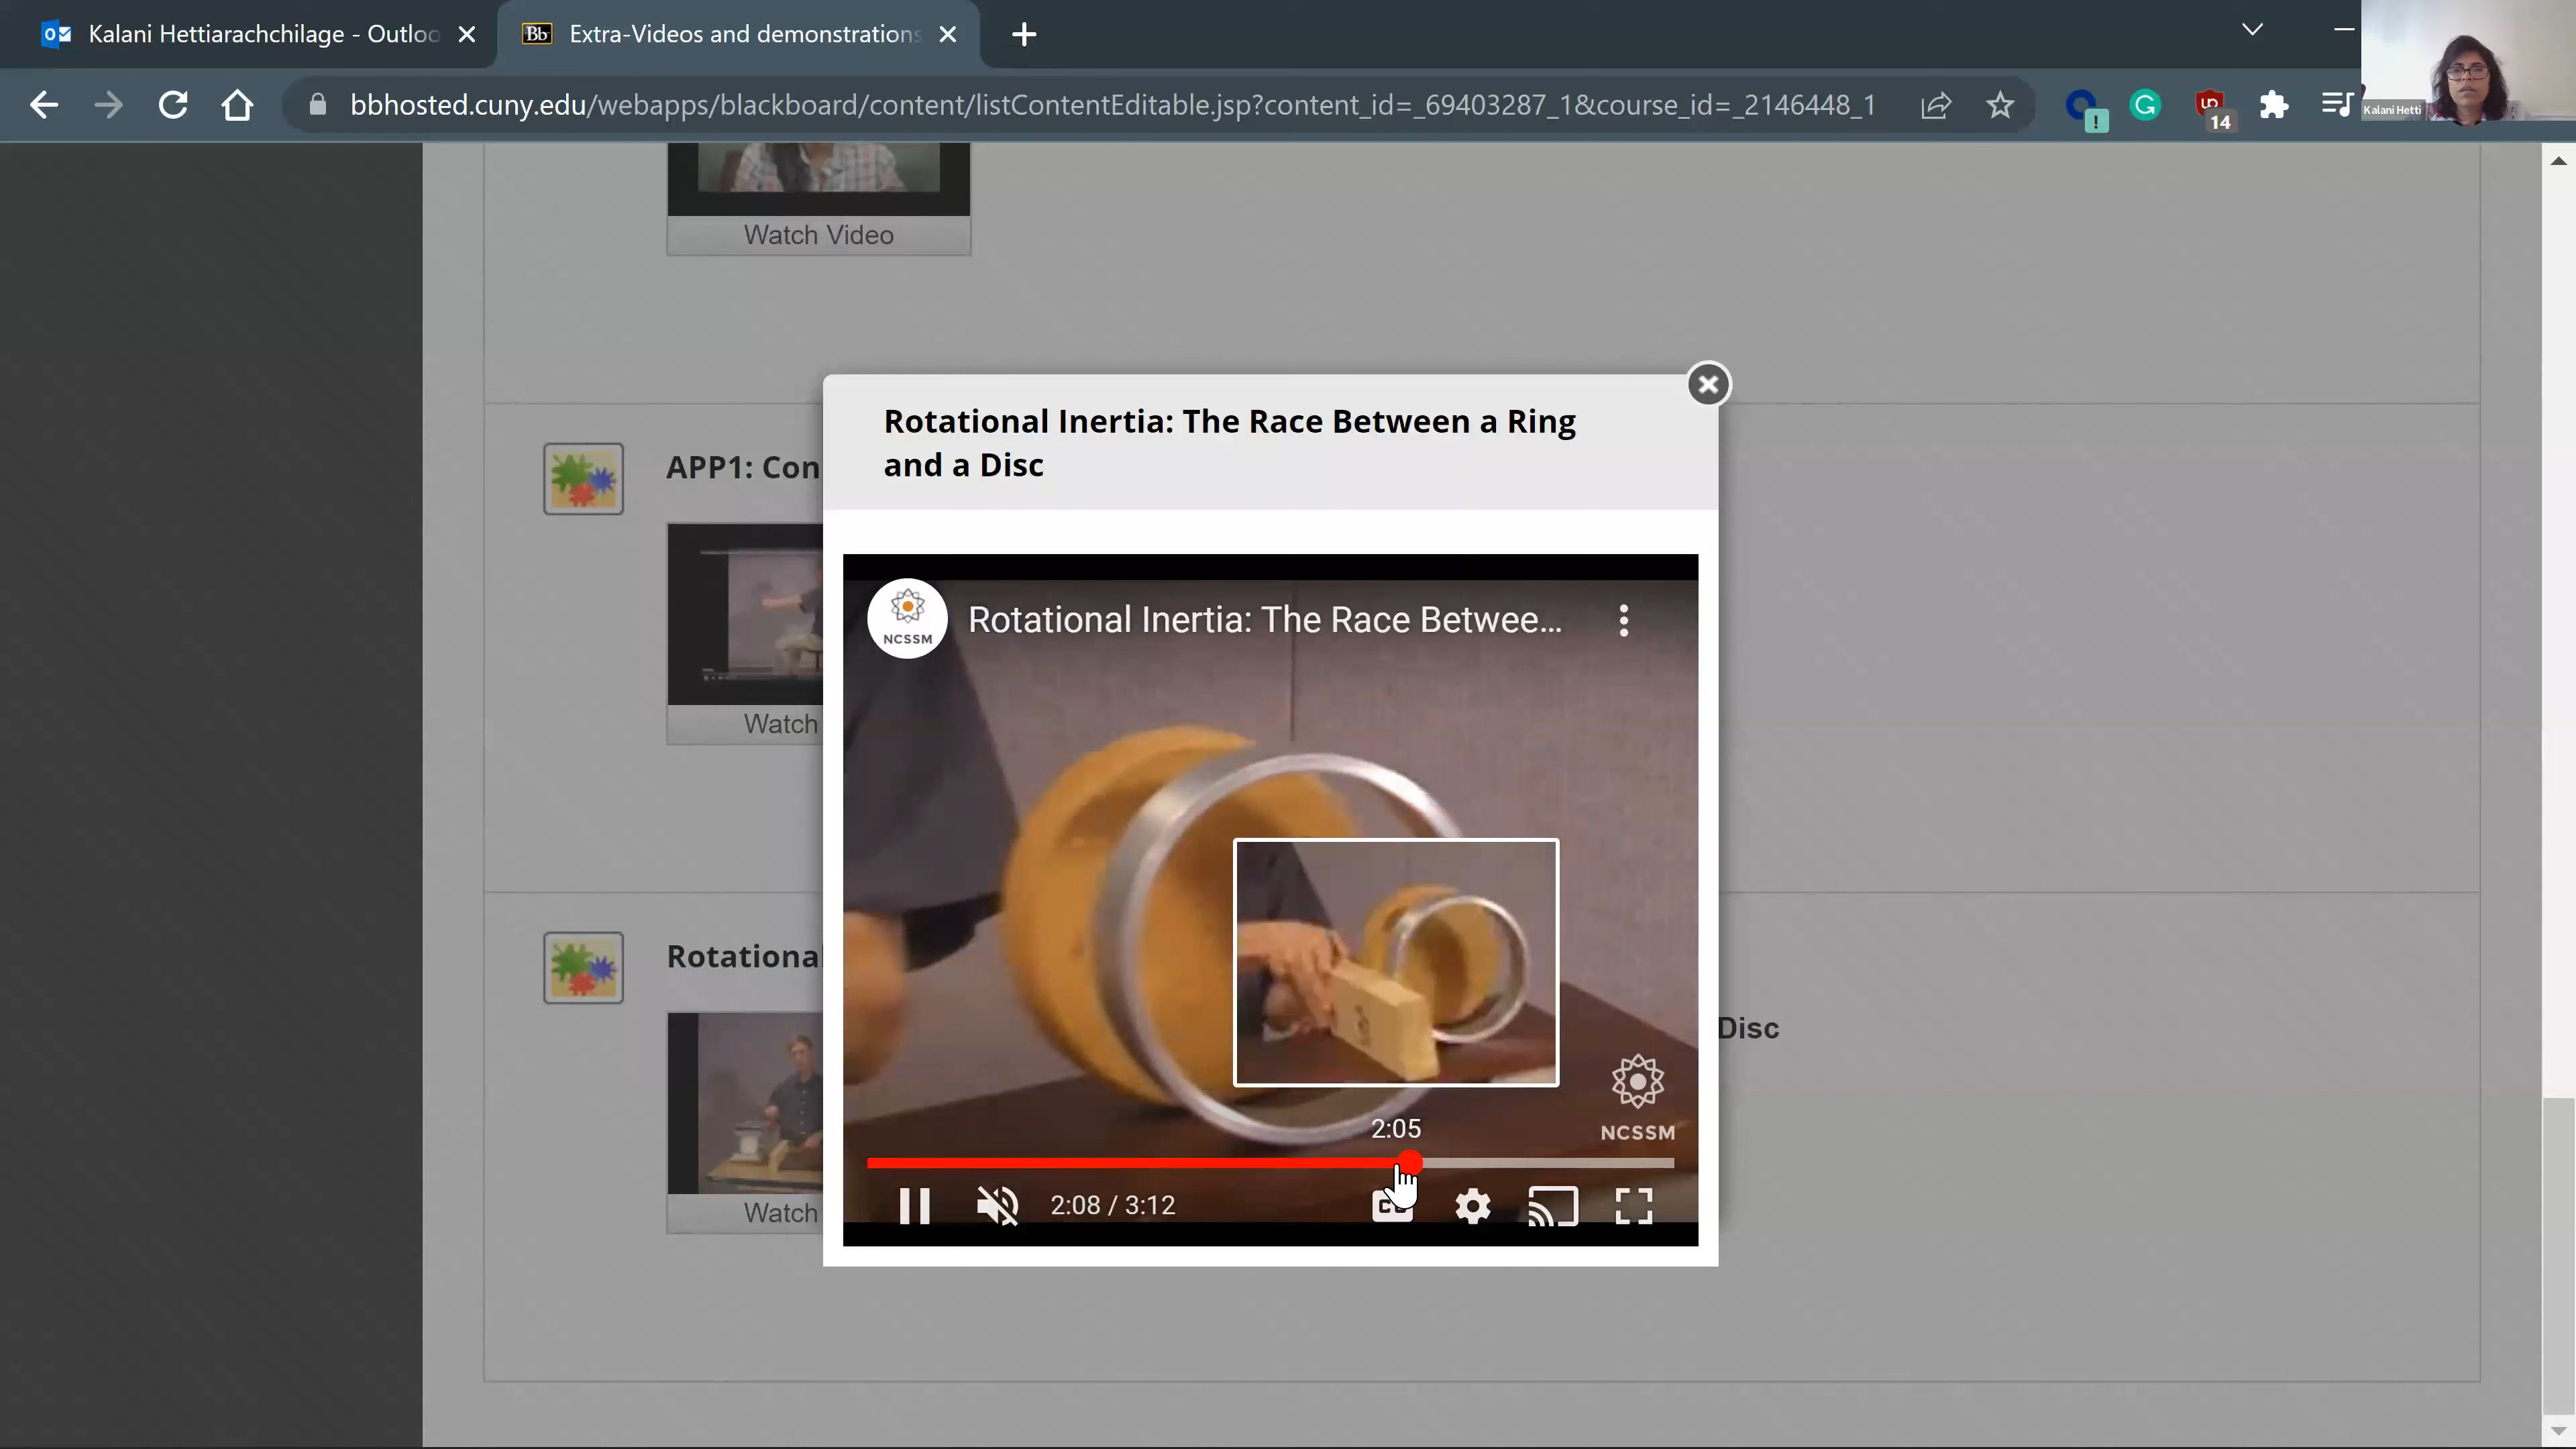 Kalani Hettiarachchilage - Outloo
Bb Extra-Videos and demonstrations
bbhosted.cuny.edu/webapps/blackboard/content/listContentEditable.jsp?content_id=_69403287_1&course_id=_2146448_1
14
Kalani Hetti
Watch Video
Rotational Inertia: The Race Between a Ring
and a Disc
APP1: Con
NCSSM
Rotational Inertia: The Race Betwee...
Watch
Rotational
Disc
NCSSM
2:05
2:08 / 3:12
Watch